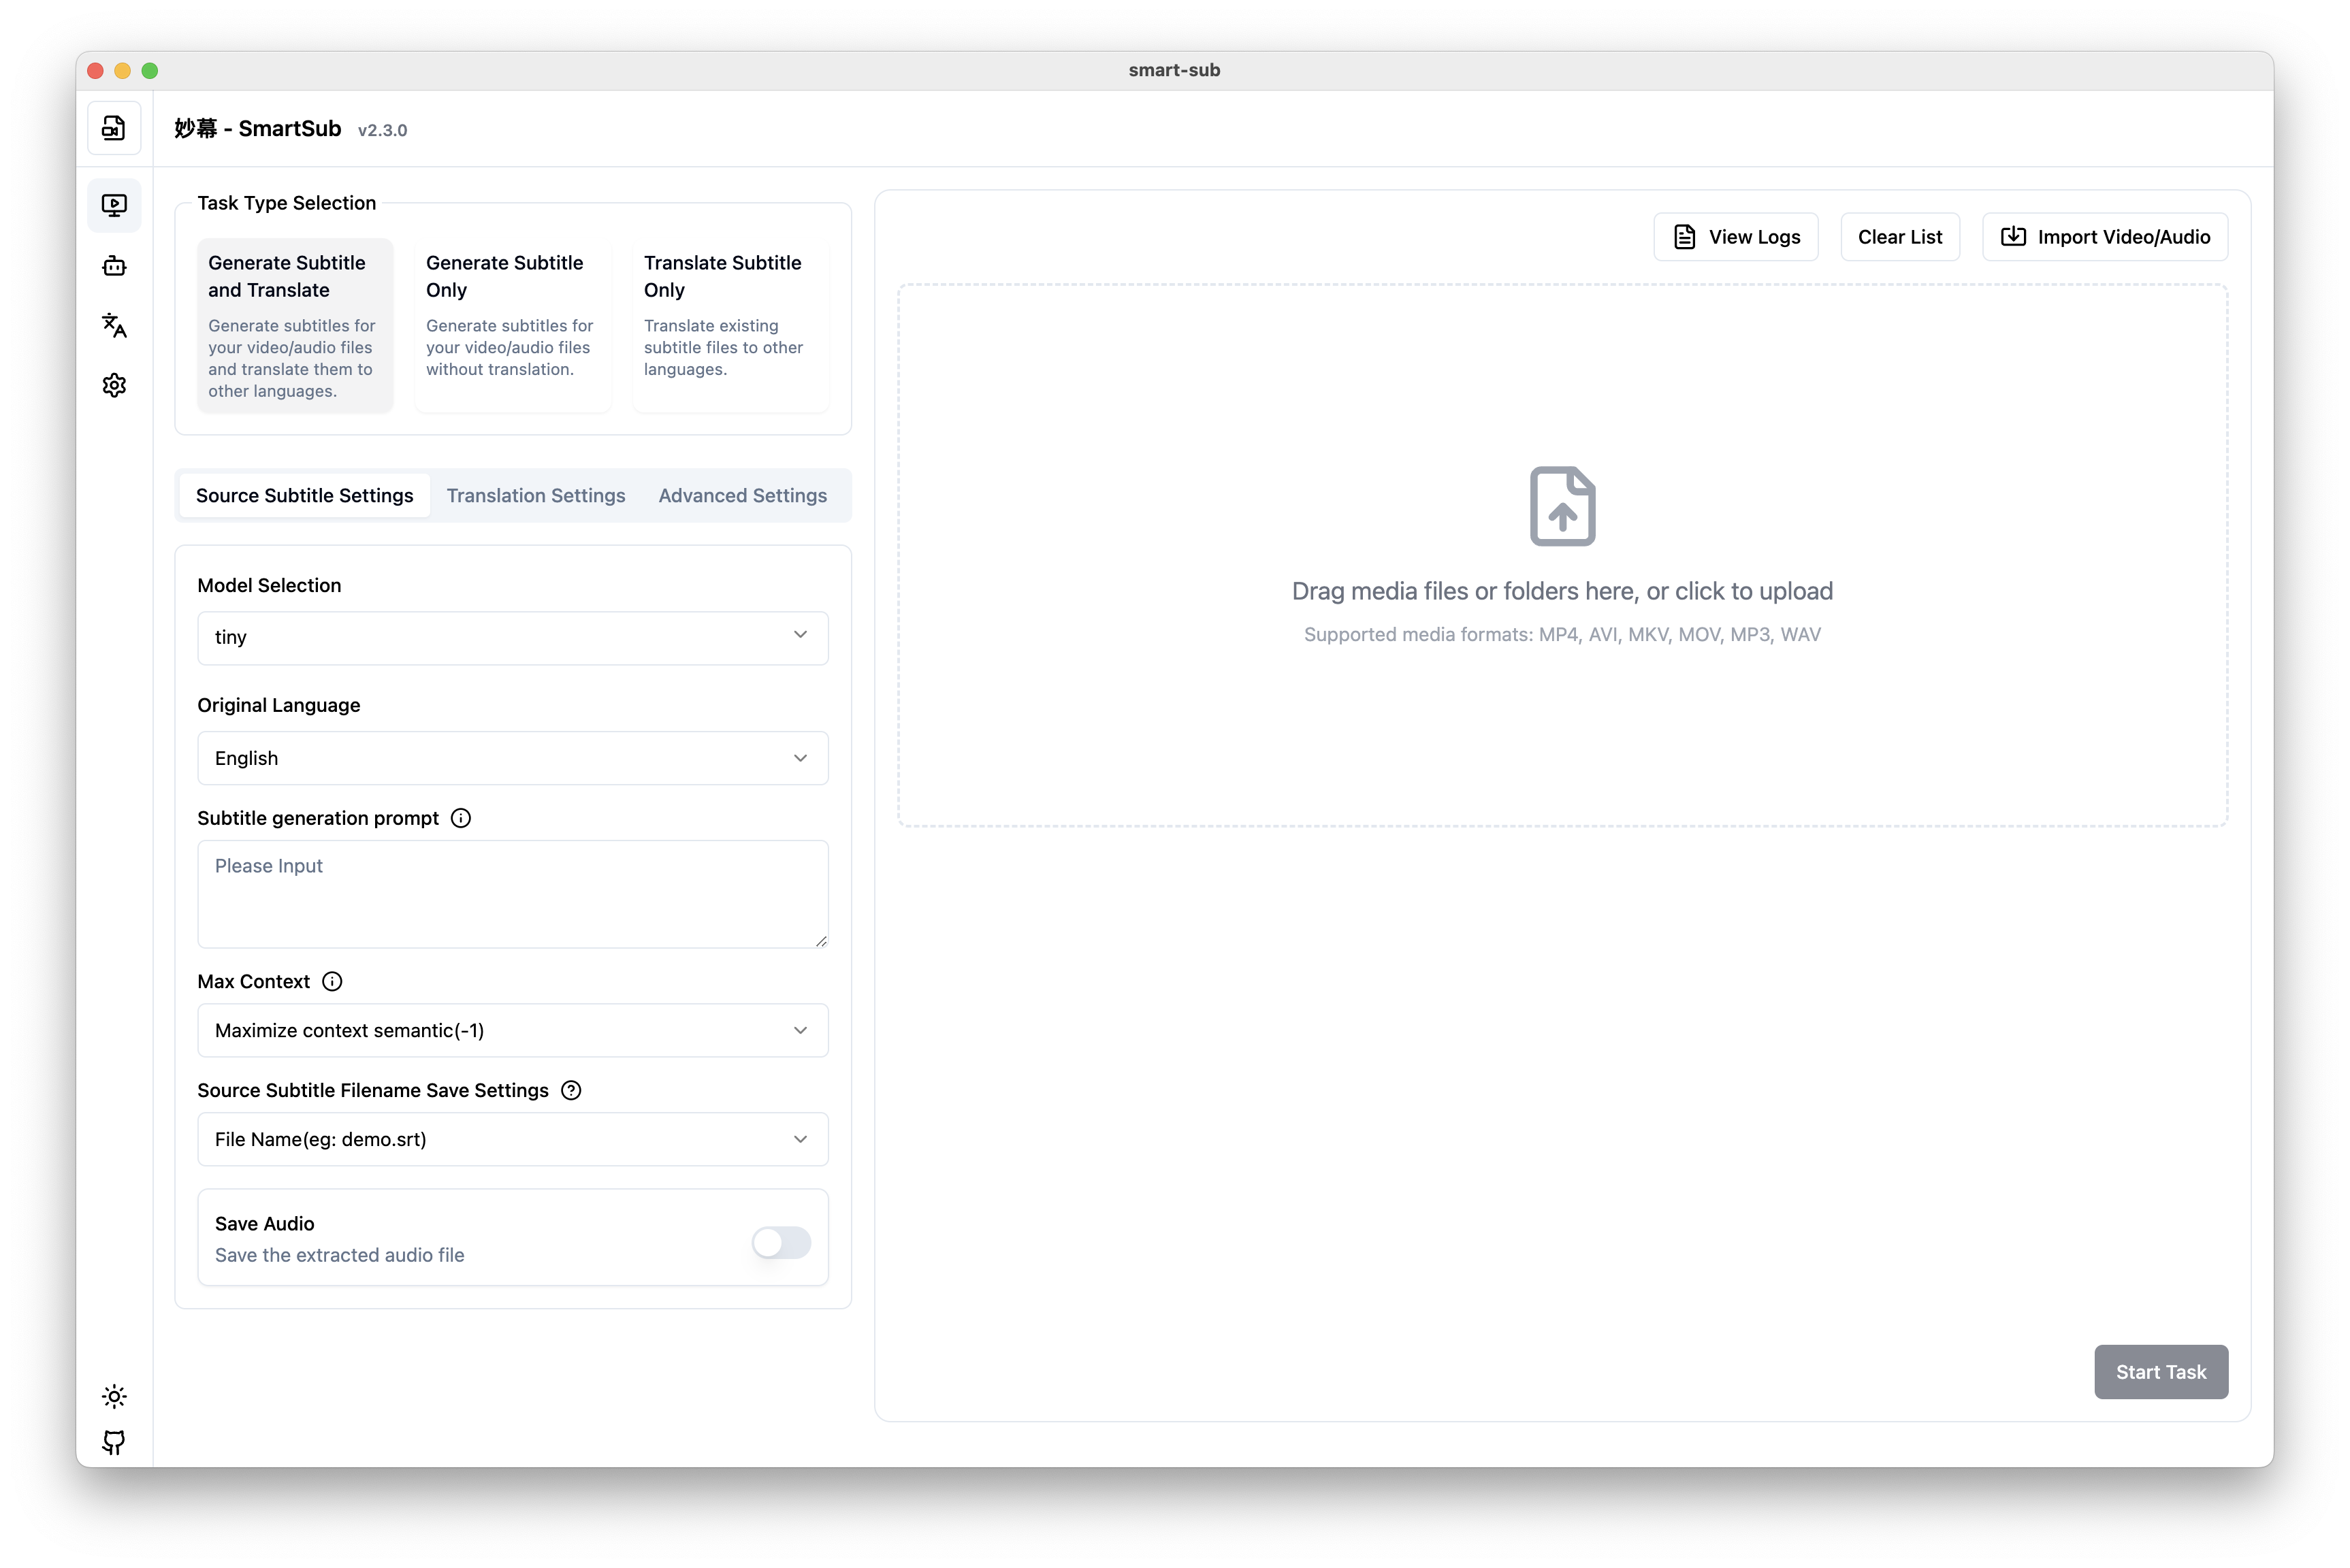 smart-sub
妙幕 - SmartSub v2.3.0
Task Type Selection
Generate Subtitle
and Translate
Generate subtitles for
your video/audio files
and translate them to
other languages.
Generate Subtitle
Only
Generate subtitles for
your video/audio files
without translation.
Translate Subtitle
Only
Translate existing
subtitle files to other
languages.
Source Subtitle Settings
Translation Settings
Advanced Settings
Model Selection
tiny
Original Language
English
Subtitle generation prompt
Please Input
Max Context
Maximize context semantic(-1)
Source Subtitle Filename Save Settings
File Name(eg: demo.srt)
Save Audio
Save the extracted audio file
View Logs
Clear List
Import Video/Audio
Drag media files or folders here, or click to upload
Supported media formats: MP4, AVI, MKV, MOV, MP3, WAV
Start Task